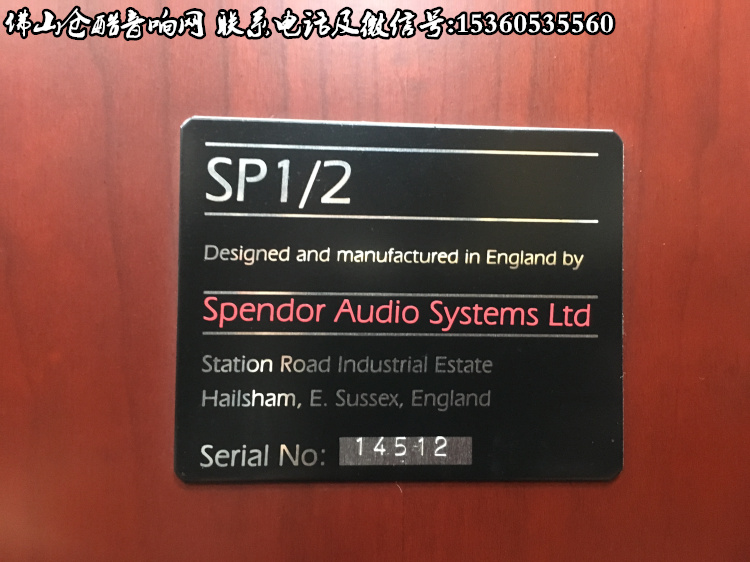 佛山仓酷音响网 联系电话及微信号:15360535560
SP1/2
Designed and manufactured in England by
Spendor Audio Systems Ltd
Station Road Industrial Estate
Hailsham, E. Sussex, England
Serial No: 14512